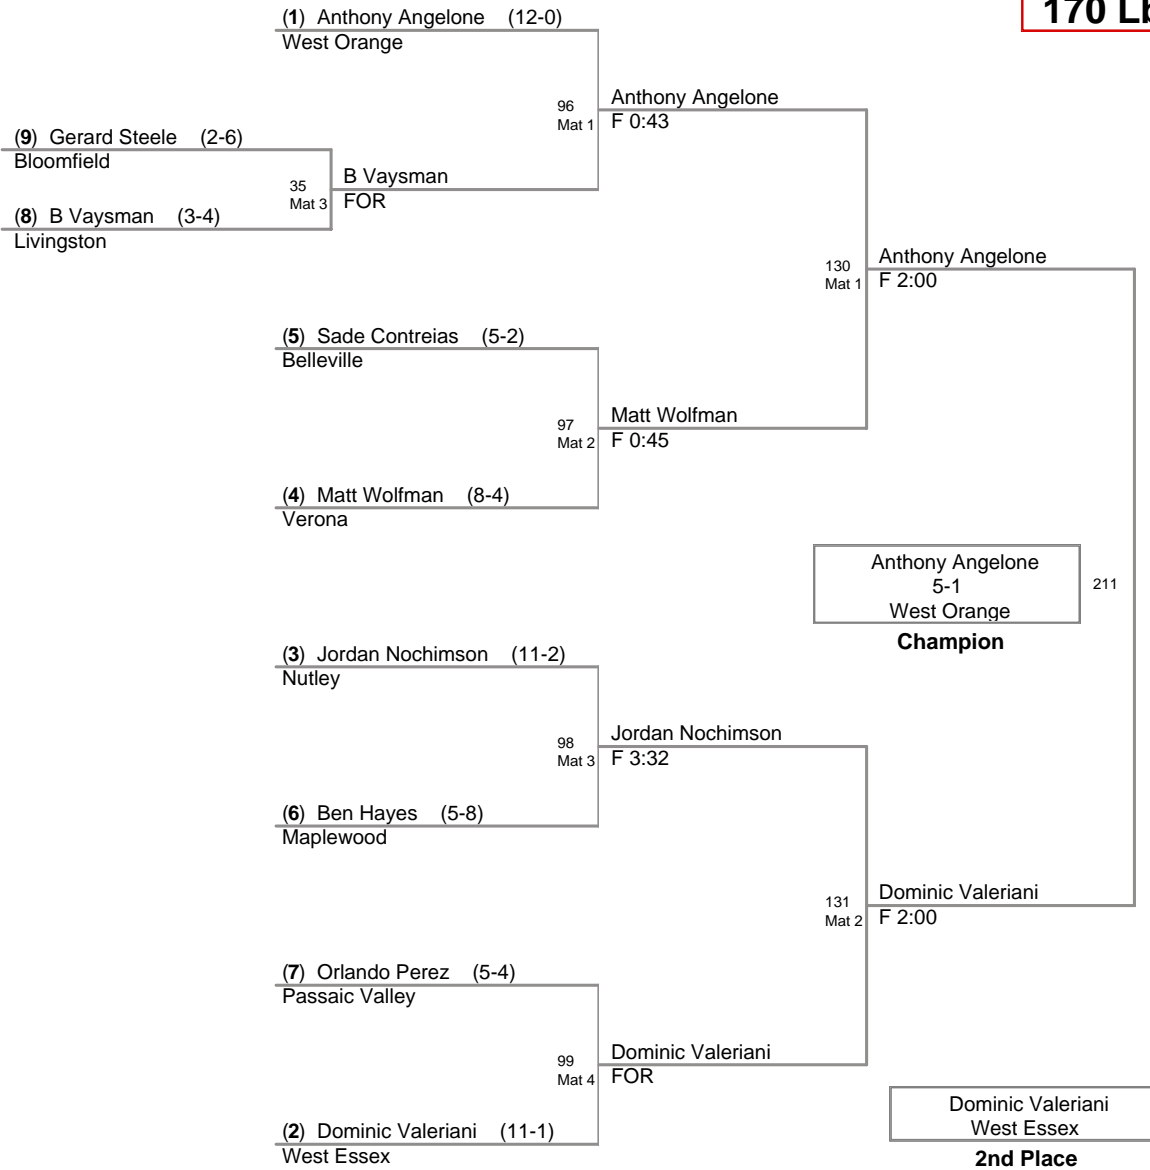 170 Lb
(1) Anthony Angelone (12-0)
West Orange
96
Mat 1
Anthony Angelone
F 0:43
(9) Gerard Steele (2-6)
Bloomfield
35
Mat 3
B Vaysman
FOR
(8) B Vaysman (3-4)
Livingston
130
Mat 1
Anthony Angelone
F 2:00
(5) Sade Contreias (5-2)
Belleville
97
Mat 2
Matt Wolfman
F 0:45
(4) Matt Wolfman (8-4)
Verona
Anthony Angelone
5-1
West Orange
211
Champion
(3) Jordan Nochimson (11-2)
Nutley
98
Mat 3
Jordan Nochimson
F 3:32
(6) Ben Hayes (5-8)
Maplewood
131
Mat 2
Dominic Valeriani
F 2:00
(7) Orlando Perez (5-4)
Passaic Valley
99
Mat 4
Dominic Valeriani
FOR
(2) Dominic Valeriani (11-1)
West Essex
Dominic Valeriani
West Essex
2nd Place